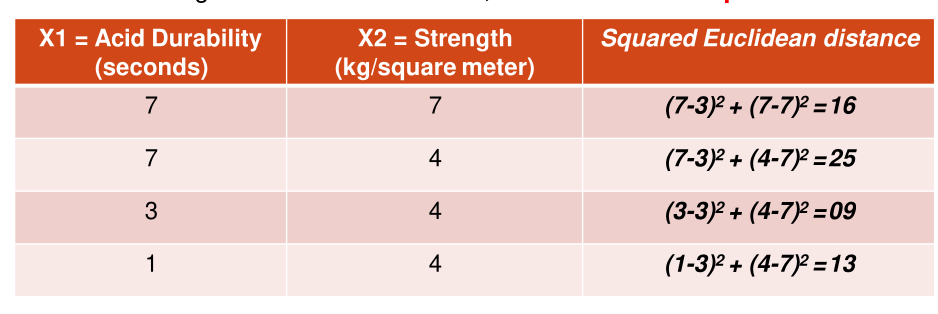 X1 = Acid Durability (seconds) X2 = Strength (kg/square meter) Squared Euclidean distance
7 7 (7-3)² + (7-7)² =16
7 4 (7-3)² + (4-7)² =25
3 4 (3-3)² + (4-7)² =09
1 4 (1-3)² + (4-7)² =13